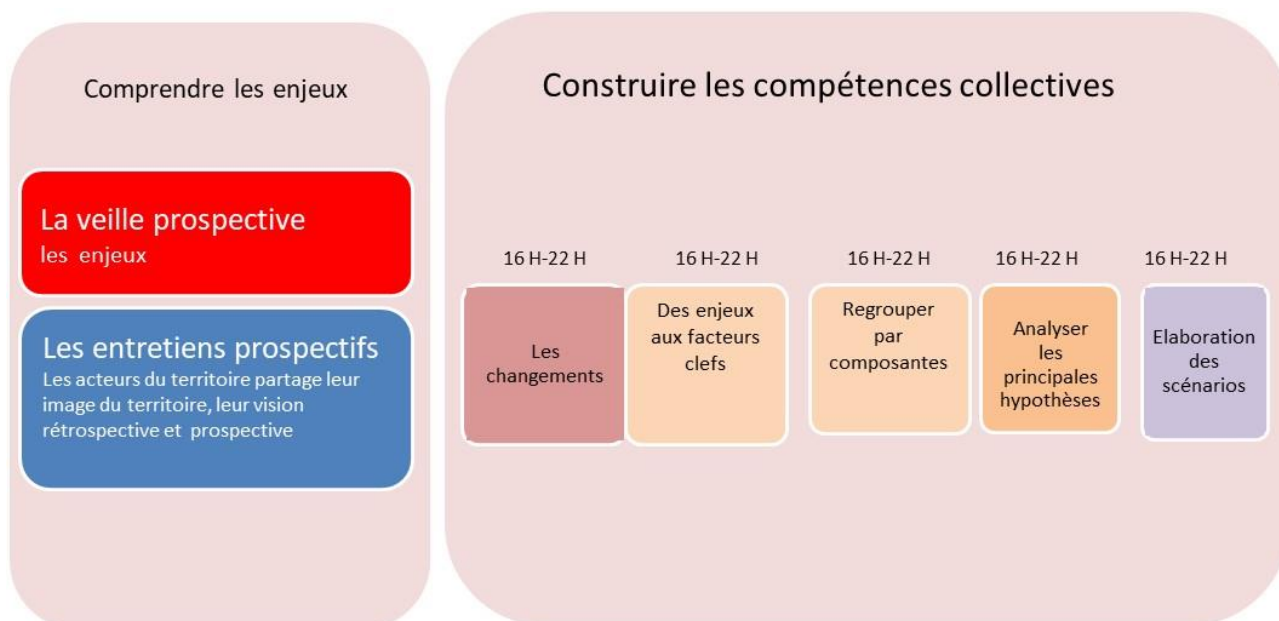 Comprendre les enjeux
La veille prospective
les enjeux
Les entretiens prospectifs
Les acteurs du territoire partage leur
image du territoire, leur vision
rétrospective et prospective
Construire les compétences collectives
16 H-22 H
Les
changements
16 H-22 H
Des enjeux
aux facteurs
clefs
16 H-22 H
Regrouper
par
composantes
16 H-22 H
Analyser
les
principales
hypothèses
16 H-22 H
Elaboration
des
scénarios